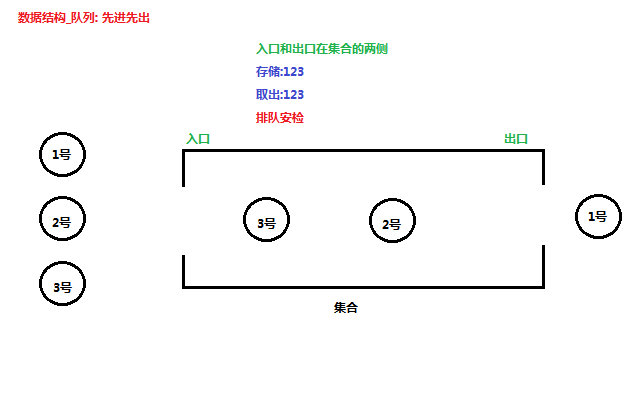 数据结构_队列: 先进先出
入口和出口在集合的两侧
存储:123
取出:123
排队安检
入口
出口
1号
2号
3号
3号
2号
1号
集合